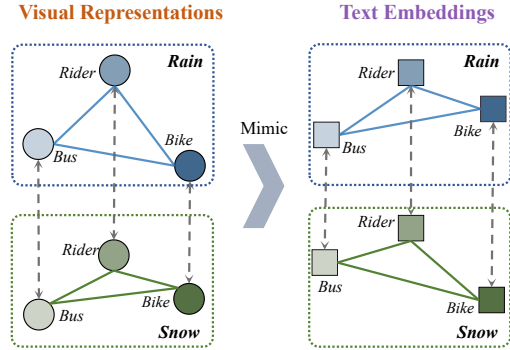 Visual Representations
Rain
Rider
Bus
Bike
Rider
Bus
Bike
Snow
Mimic
Text Embeddings
Rain
Rider
Bus
Bike
Rider
Bus
Bike
Snow